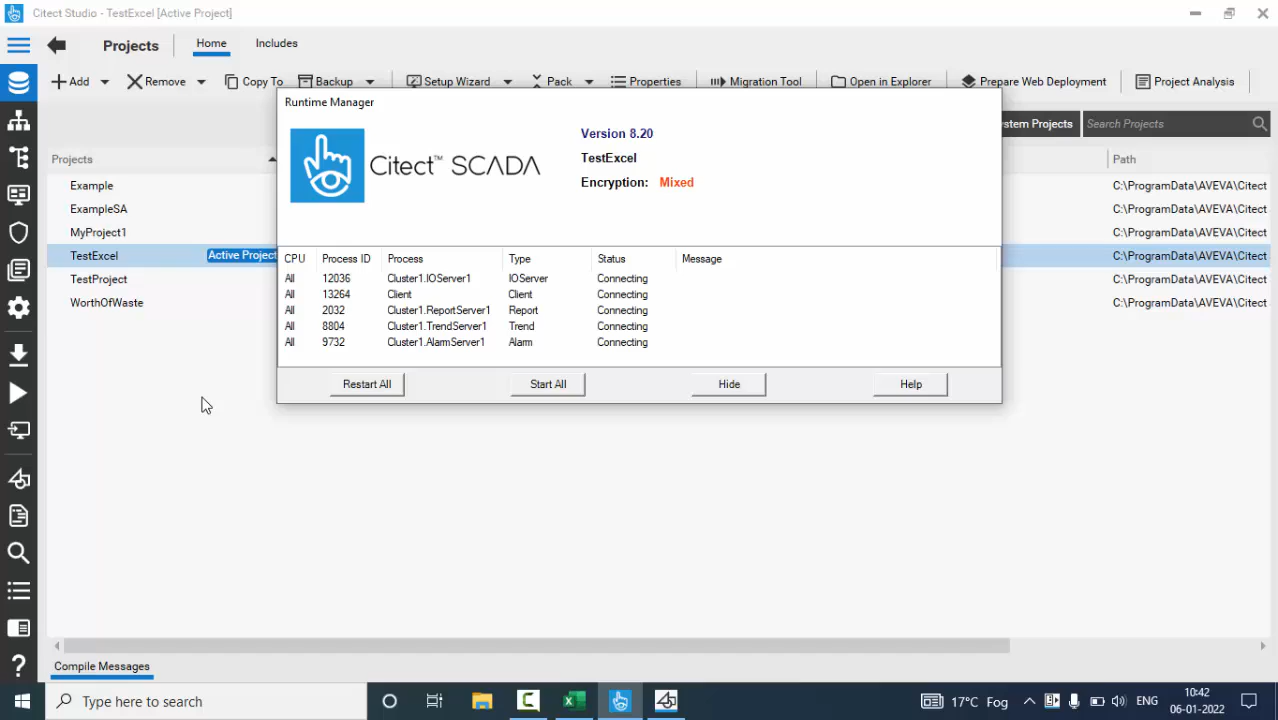 Citect Studio - TestExcel [Active Project]
Projects
Home
Includes
Add
Remove
Copy To
Backup
Setup Wizard
Pack
Properties
Migration Tool
Open in Explorer
Prepare Web Deployment
Project Analysis
Runtime Manager
Citect™ SCADA
Version 8.20
TestExcel
Encryption: Mixed
stem Projects
Search Projects
Projects
Path
Example
C:\ProgramData\AVEVA\Citect
ExampleSA
C:\ProgramData\AVEVA\Citect
MyProject1
C:\ProgramData\AVEVA\Citect
TestExcel
Active Project
C:\ProgramData\AVEVA\Citect
TestProject
C:\ProgramData\AVEVA\Citect
WorthOfWaste
C:\ProgramData\AVEVA\Citect
CPU Process ID Process Type Status Message
All 12036 Cluster1.IOServer1 IOServer Connecting
All 13264 Client Client Connecting
All 2032 Cluster1.ReportServer1 Report Connecting
All 8804 Cluster1.TrendServer1 Trend Connecting
All 9732 Cluster1.AlarmServer1 Alarm Connecting
Restart All
Start All
Hide
Help
Compile Messages
Type here to search
17°C Fog
ENG
10:42
06-01-2022